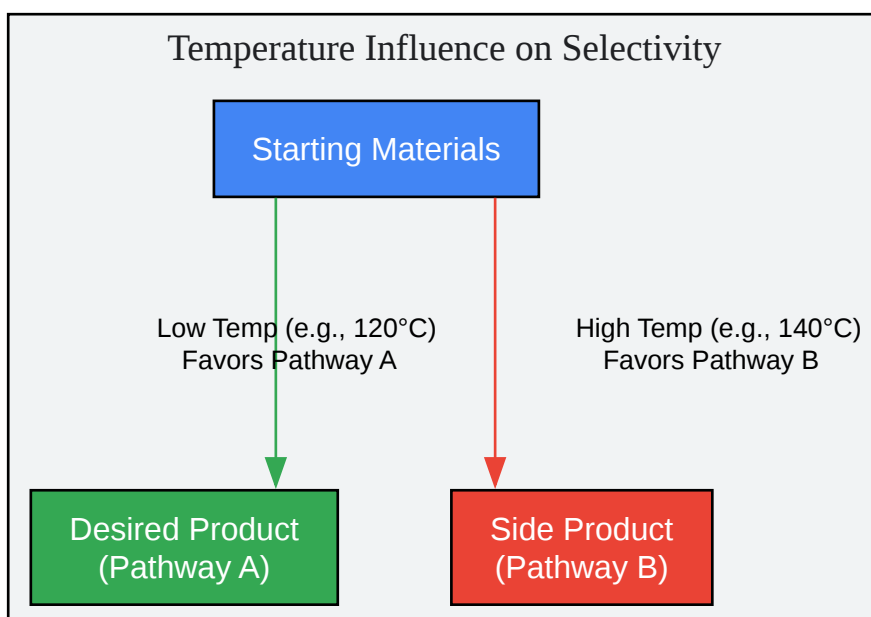 Temperature Influence on Selectivity
Starting Materials
Low Temp (e.g., 120°C)
Favors Pathway A
High Temp (e.g., 140°C)
Favors Pathway B
Desired Product
(Pathway A)
Side Product
(Pathway B)